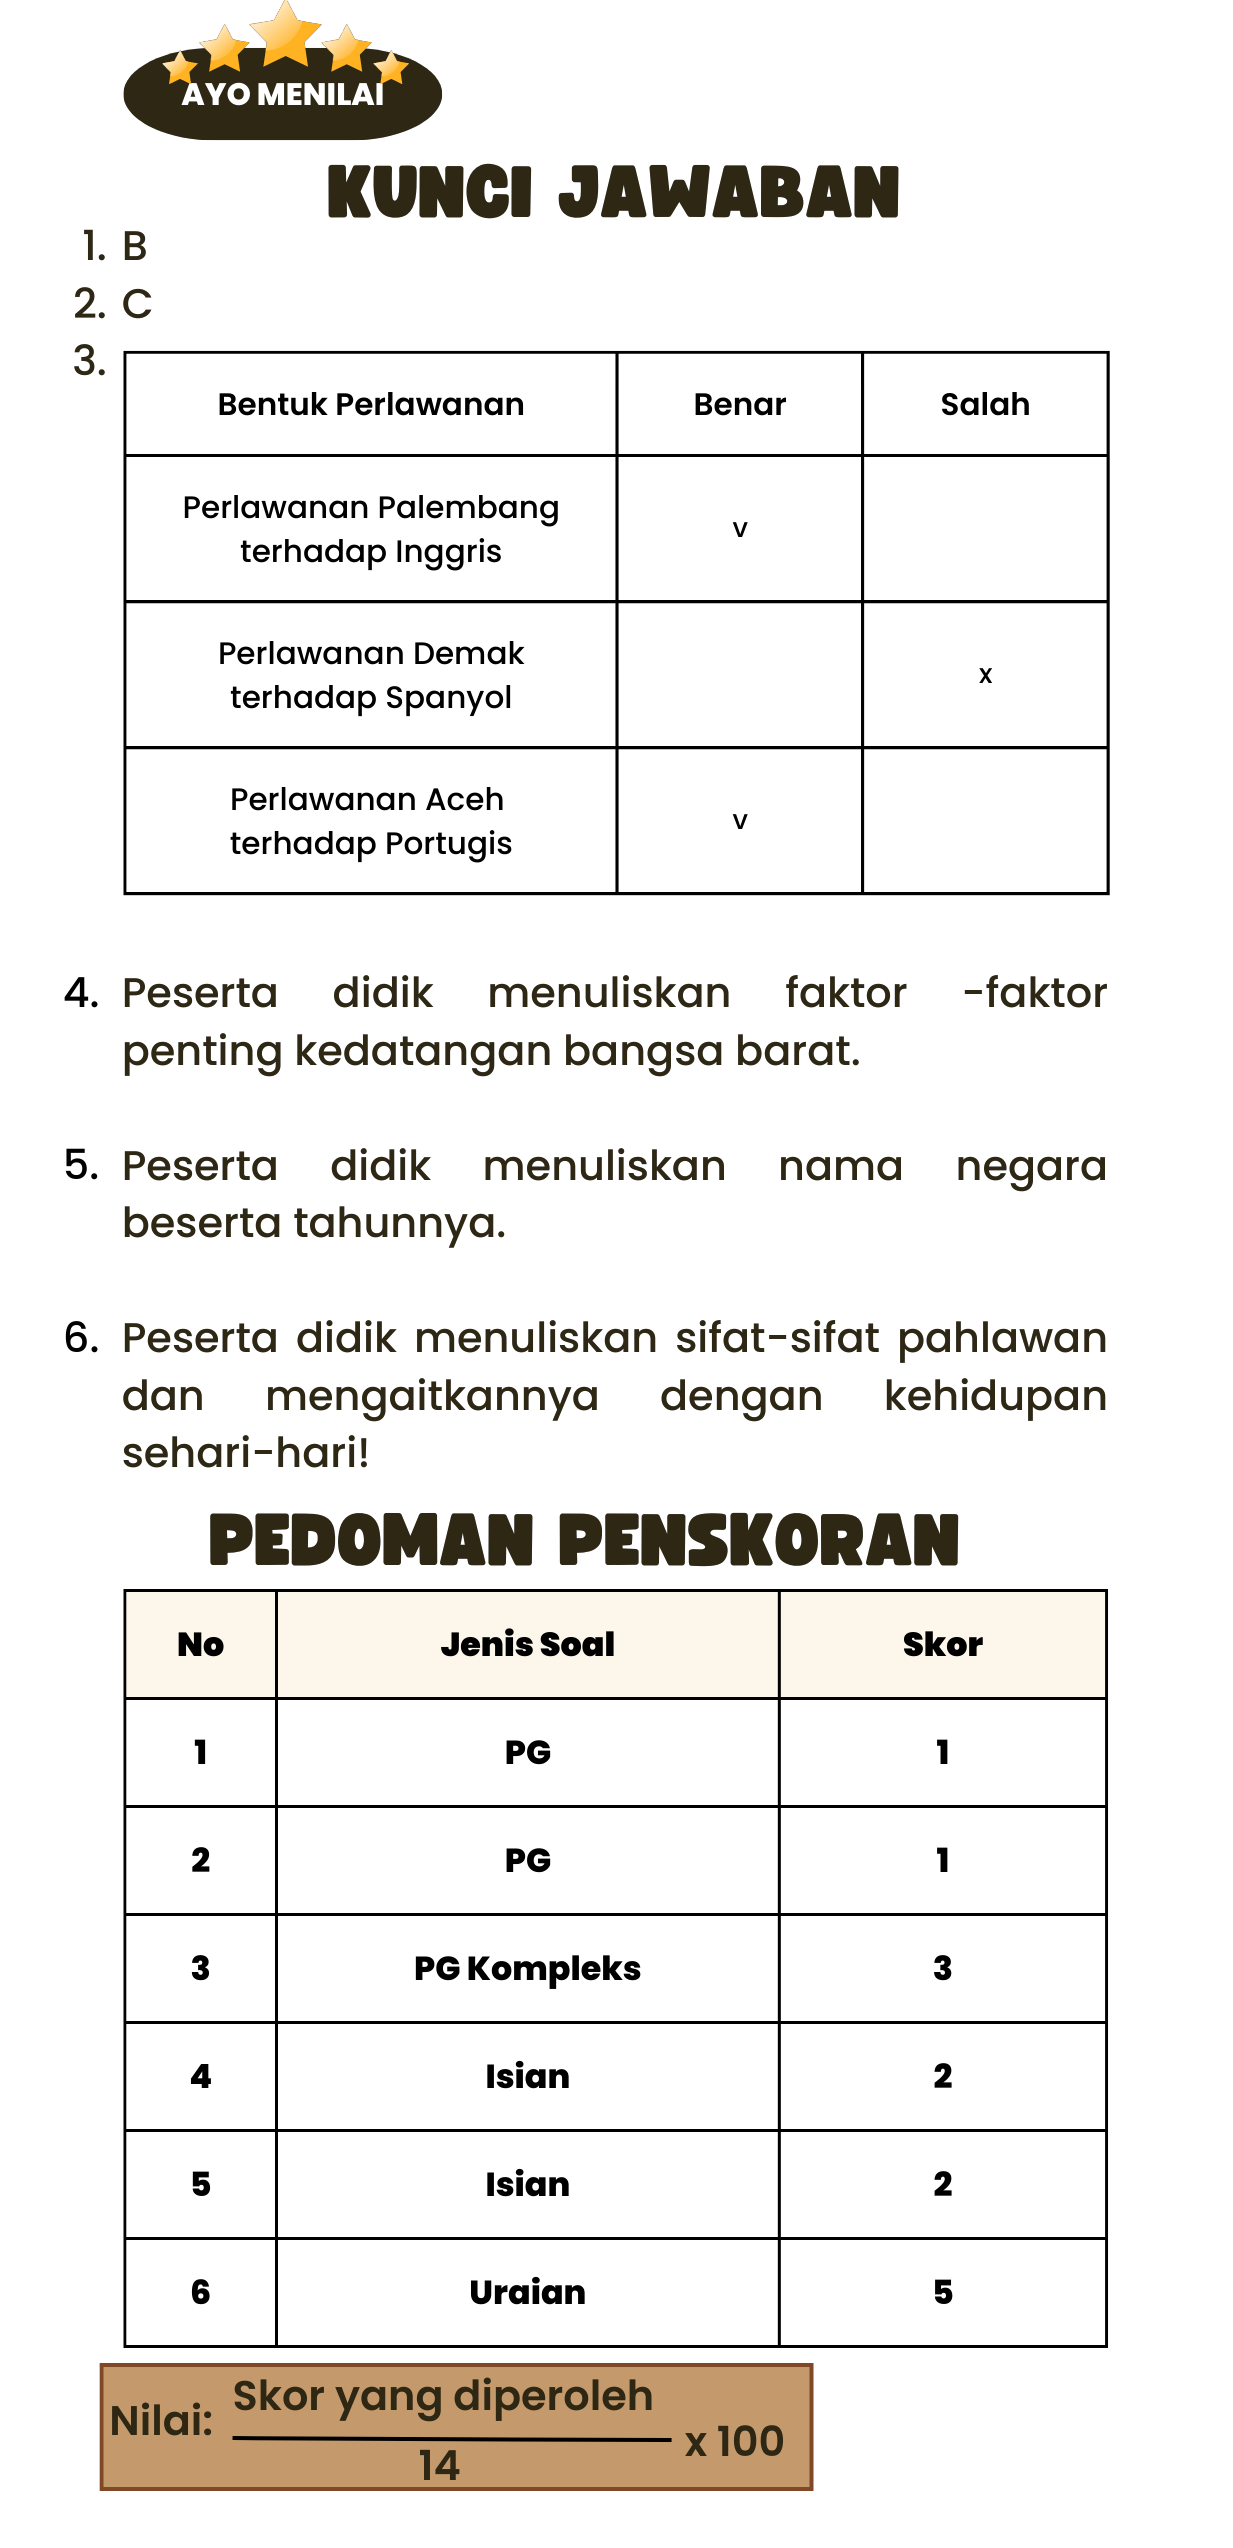 AYO MENILAI
KUNCI JAWABAN
1. B
2. C
3.
Bentuk Perlawanan Benar Salah
Perlawanan Palembang
terhadap Inggris
v
Perlawanan Demak
terhadap Spanyol
x
Perlawanan Aceh
terhadap Portugis
v
4. Peserta didik menuliskan faktor -faktor
penting kedatangan bangsa barat.
5. Peserta didik menuliskan nama negara
beserta tahunnya.
6. Peserta didik menuliskan sifat-sifat pahlawan
dan mengaitkannya dengan kehidupan
sehari-hari!
PEDOMAN PENSKORAN
No Jenis Soal Skor
1 PG 1
2 PG 1
3 PG Kompleks 3
4 Isian 2
5 Isian 2
6 Uraian 5
Skor yang diperoleh
Nilai:
x 100
14